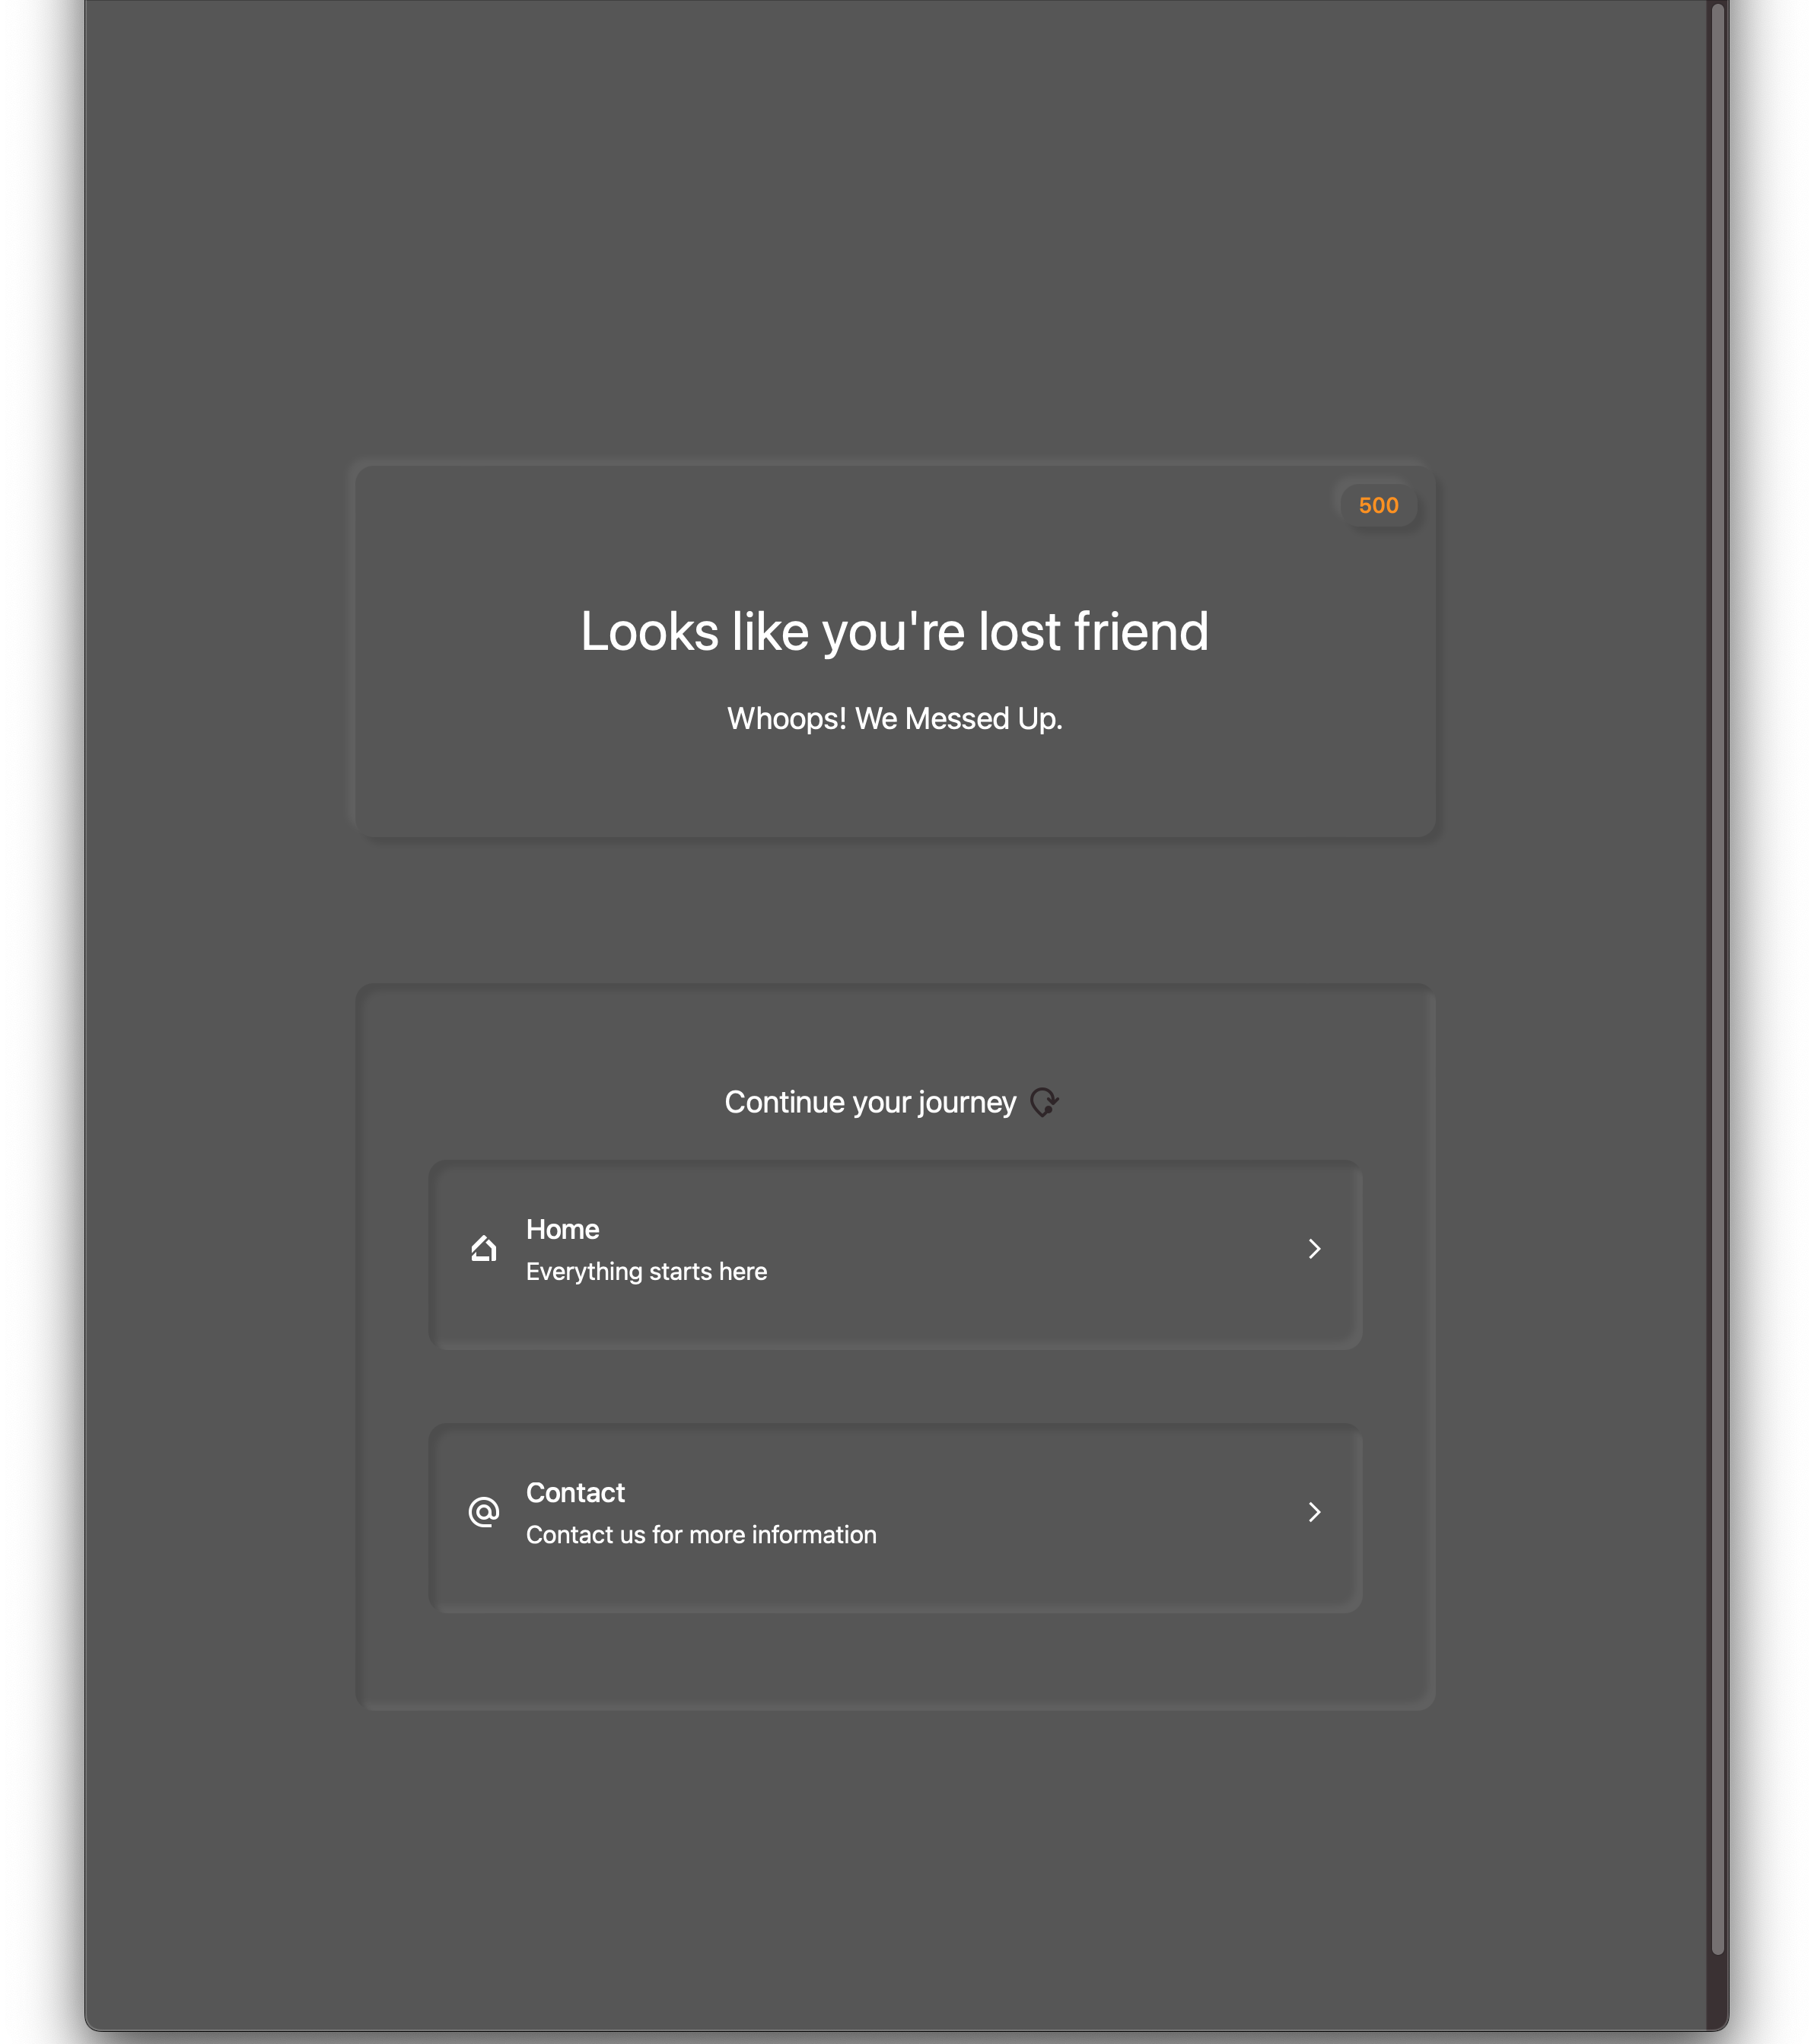 500
Looks like you're lost friend
Whoops! We Messed Up.
Continue your journey
Home
Everything starts here
Contact
Contact us for more information